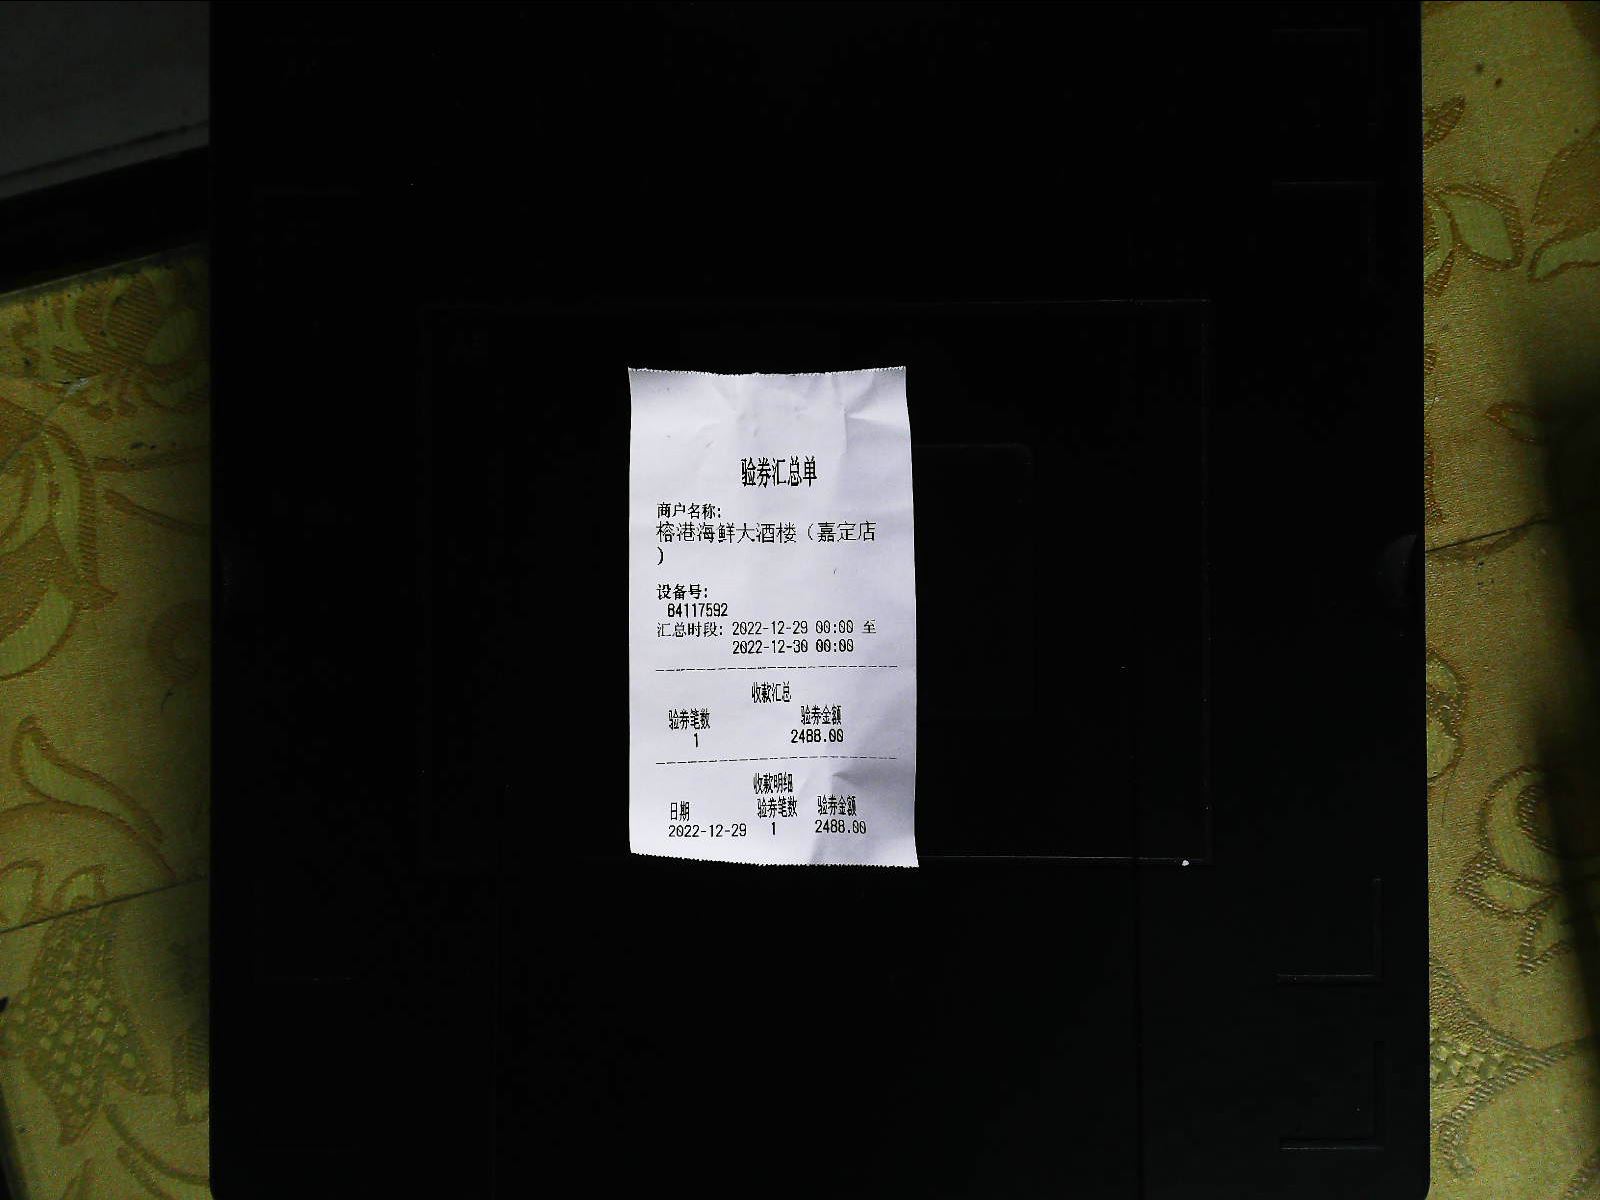 验券汇总单
商户名称:
榕港海鲜大酒楼（嘉定店
）
设备号:
84117592
汇总时段: 2022-12-29 00:00 至
2022-12-30 00:00
收款汇总
验券笔数 验券金额
1 2488.00
收款明细
日期 验券笔数 验券金额
2022-12-29 1 2488.00